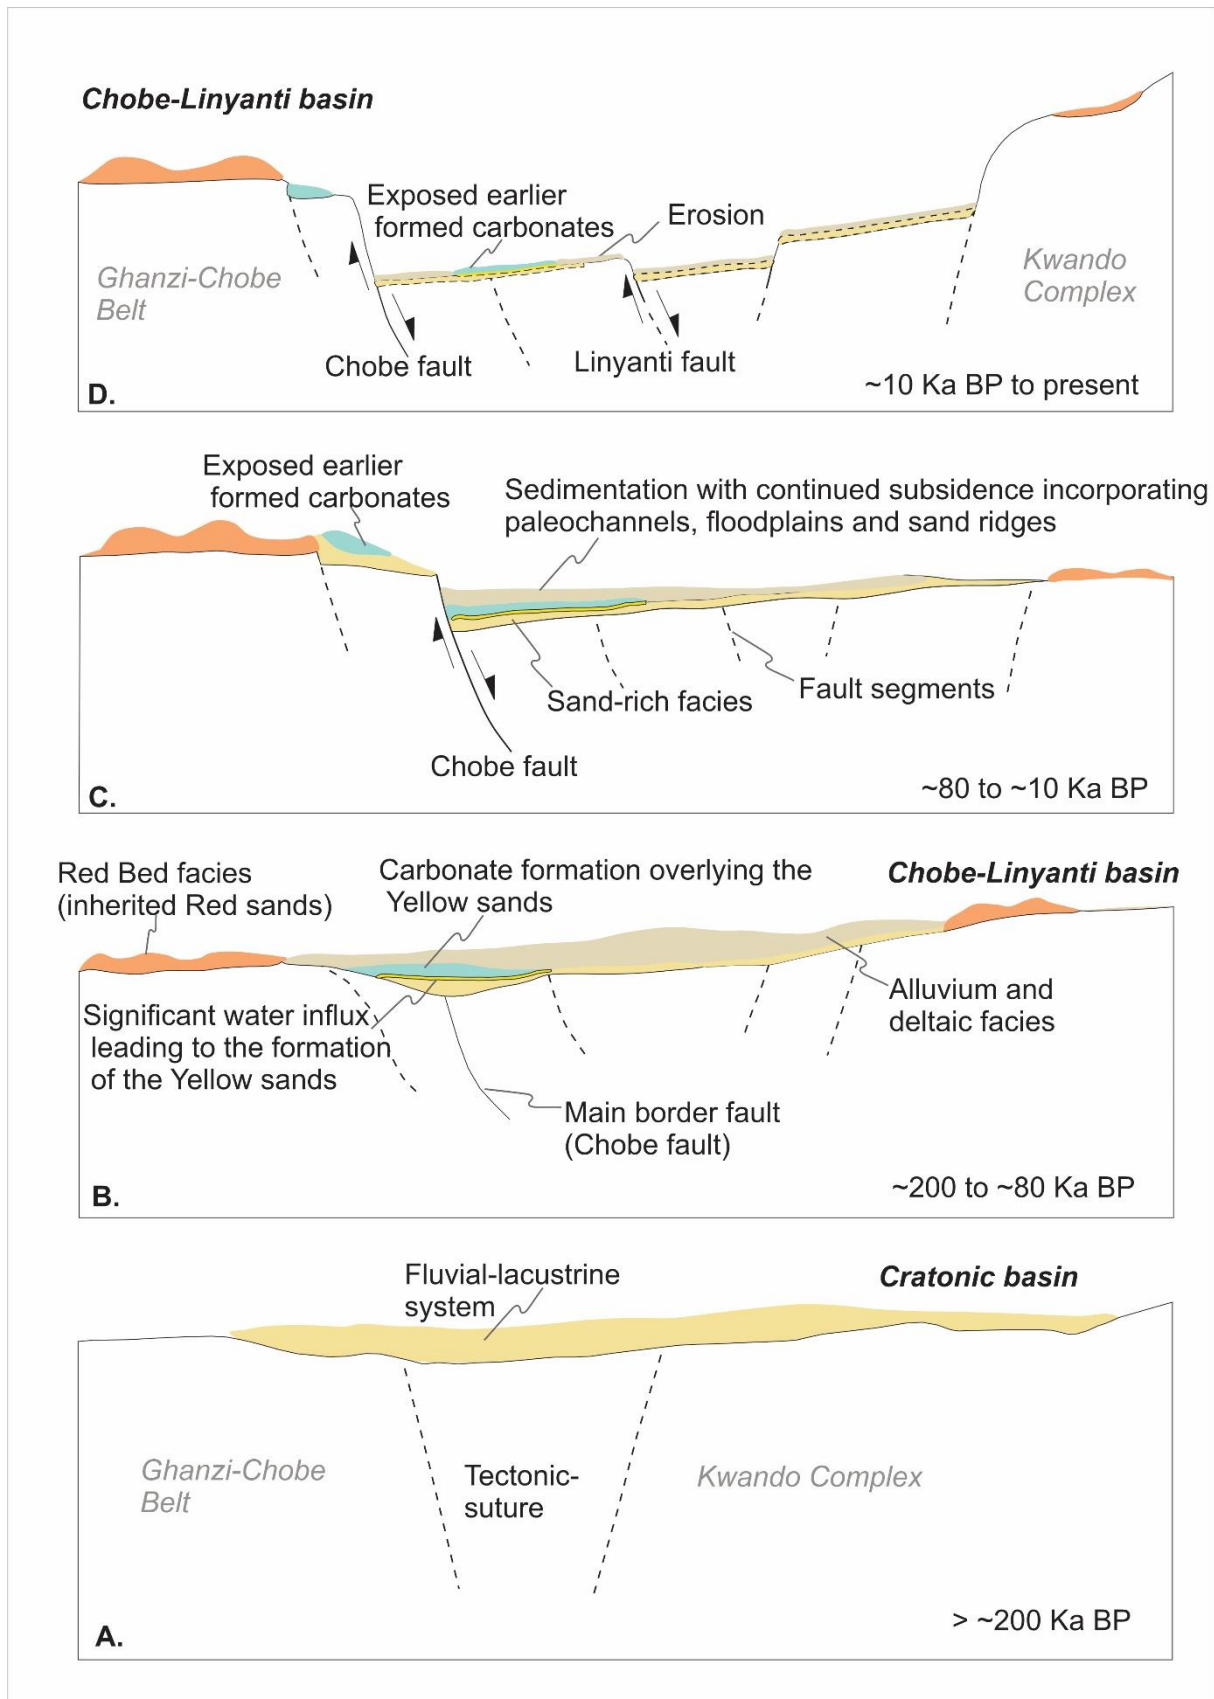 Chobe-Linyanti basin
Exposed earlier
formed carbonates
Erosion
Ghanzi-Chobe
Belt
Kwando
Complex
Chobe fault
Linyanti fault
~10 Ka BP to present
D.
Exposed earlier
formed carbonates
Sedimentation with continued subsidence incorporating
paleochannels, floodplains and sand ridges
Sand-rich facies
Fault segments
Chobe fault
~80 to ~10 Ka BP
C.
Red Bed facies
(inherited Red sands)
Carbonate formation overlying the
Yellow sands
Chobe-Linyanti basin
Significant water influx
leading to the formation
of the Yellow sands
Alluvium and
deltaic facies
Main border fault
(Chobe fault)
~200 to ~80 Ka BP
B.
Fluvial-lacustrine
system
Cratonic basin
Ghanzi-Chobe
Belt
Tectonic-
suture
Kwando Complex
> ~200 Ka BP
A.